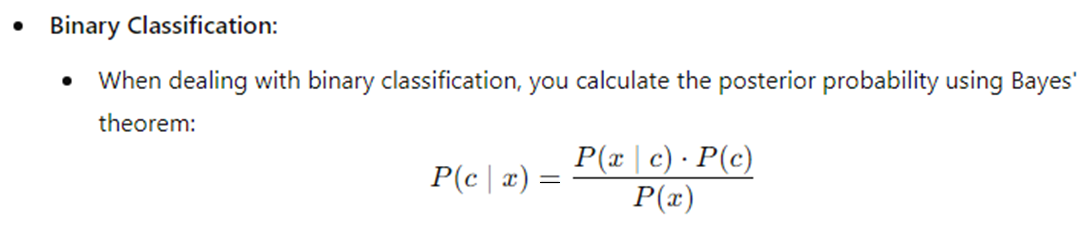 • Binary Classification:
• When dealing with binary classification, you calculate the posterior probability using Bayes'
theorem:
P(c | x) = P(x | c) · P(c) / P(x)